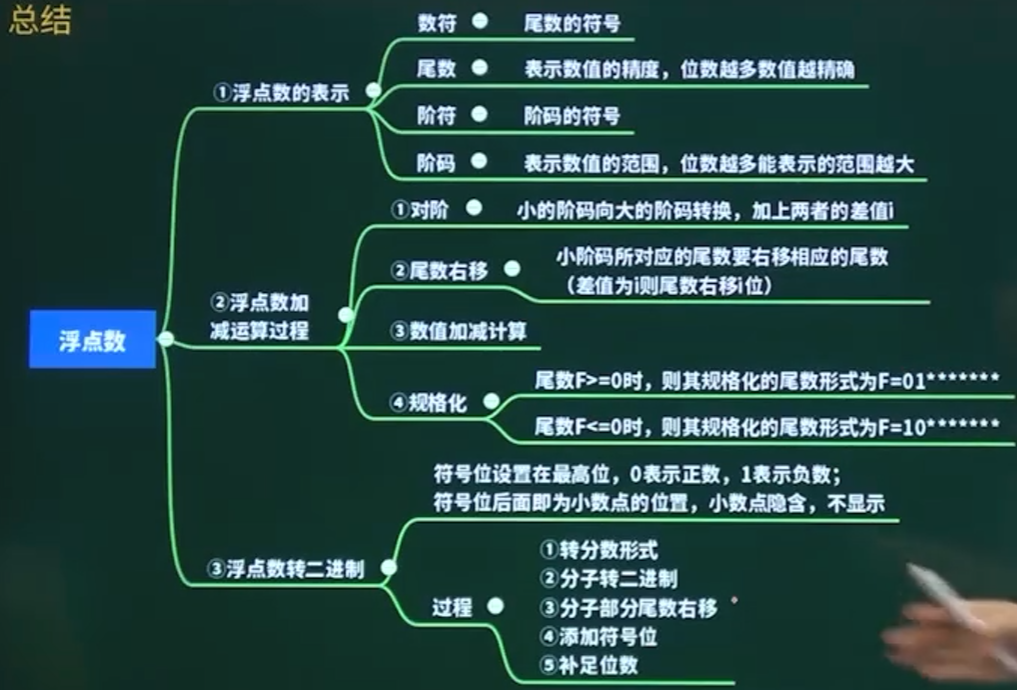 总结
浮点数
①浮点数的表示
数符 尾数的符号
尾数 表示数值的精度，位数越多数值越精确
阶符 阶码的符号
阶码 表示数值的范围，位数越多能表示的范围越大
②浮点数加
减运算过程
①对阶 小的阶码向大的阶码转换，加上两者的差值i
②尾数右移 小阶码所对应的尾数要右移相应的尾数
（差值为i则尾数右移i位）
③数值加减计算
④规格化
尾数F>=0时，则其规格化的尾数形式为F=01*******
尾数F<=0时，则其规格化的尾数形式为F=10*******
③浮点数转二进制
符号位设置在最高位，0表示正数，1表示负数；
符号位后面即为小数点的位置，小数点隐含，不显示
过程
①转分数形式
②分子转二进制
③分子部分尾数右移
④添加符号位
⑤补足位数